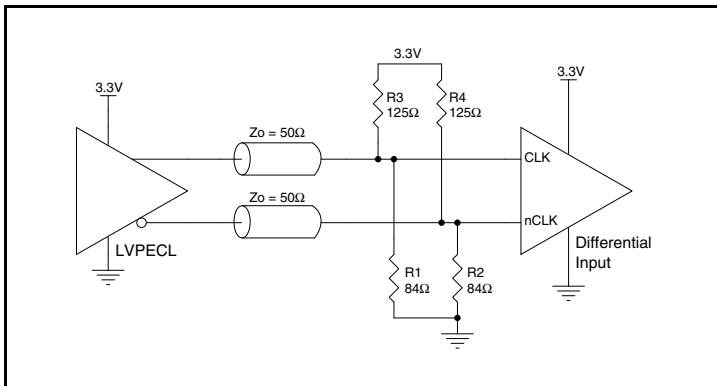 3.3V
3.3V
3.3V
R3
125Ω
R4
125Ω
Zo = 50Ω
CLK
Zo = 50Ω
nCLK
LVPECL
Differential
Input
R1
84Ω
R2
84Ω